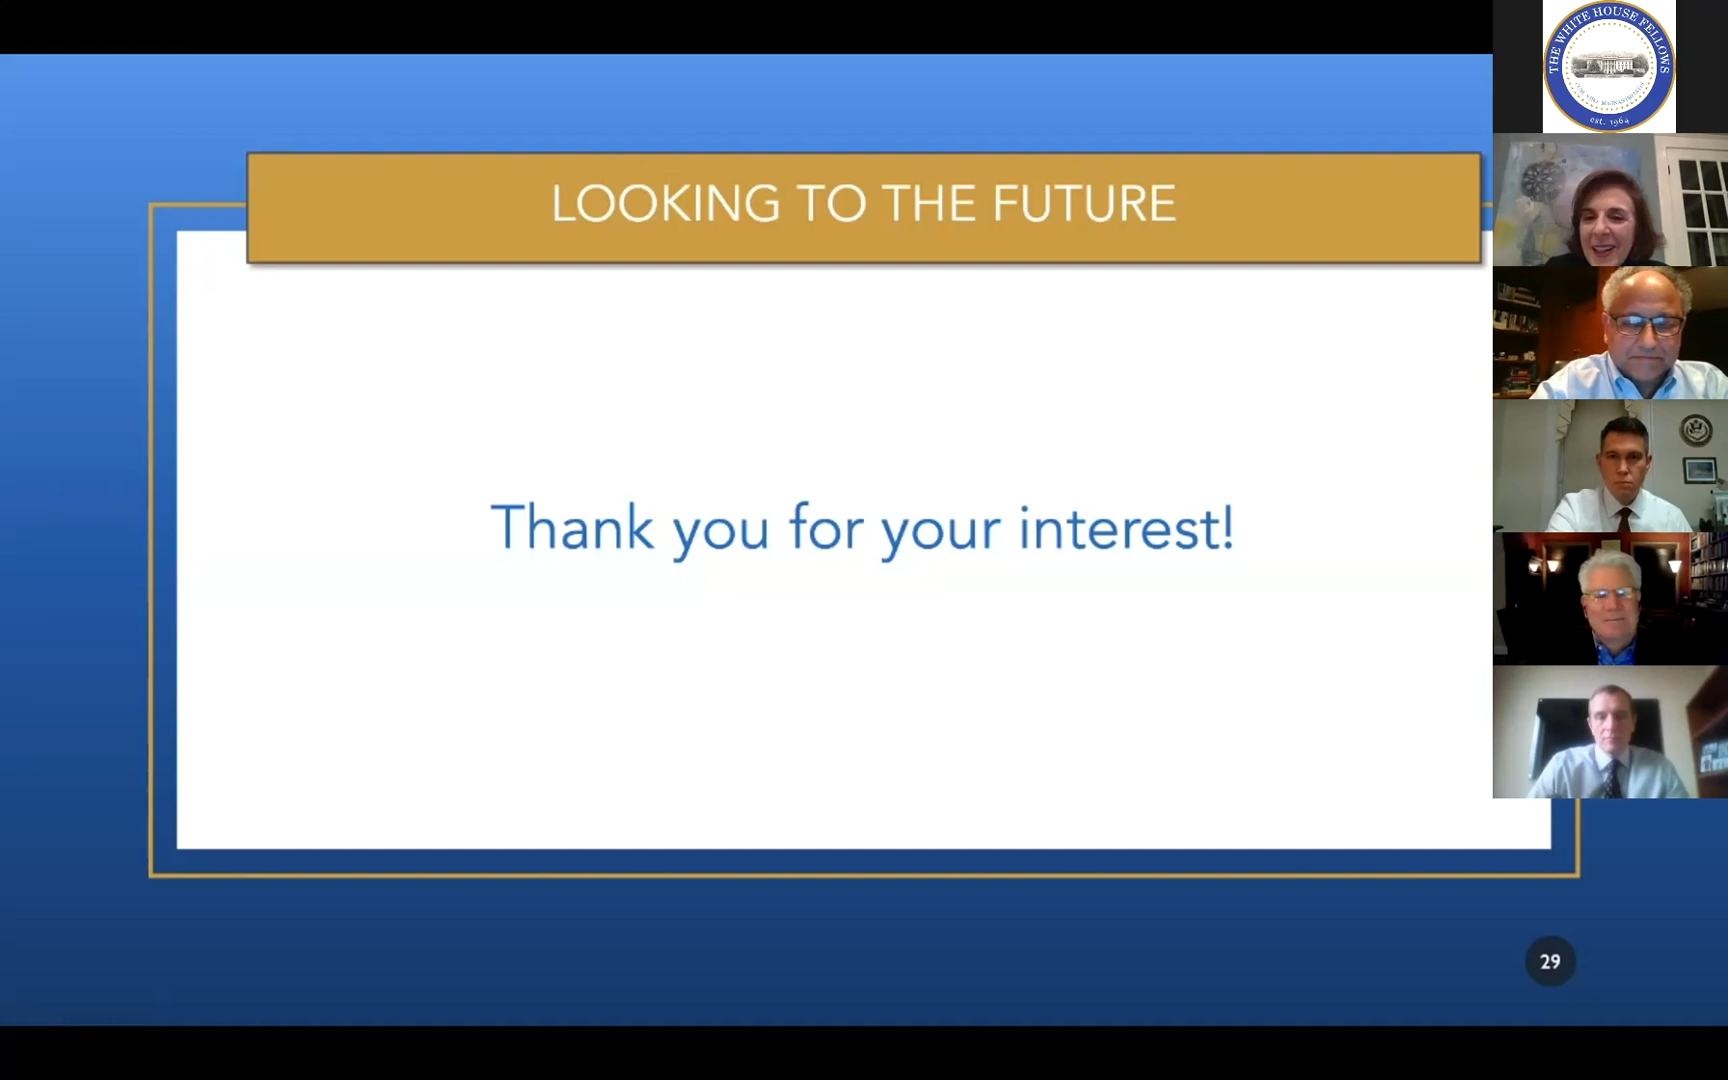 LOOKING TO THE FUTURE
Thank you for your interest!
29
THE WHITE HOUSE FELLOWS
est. 1964